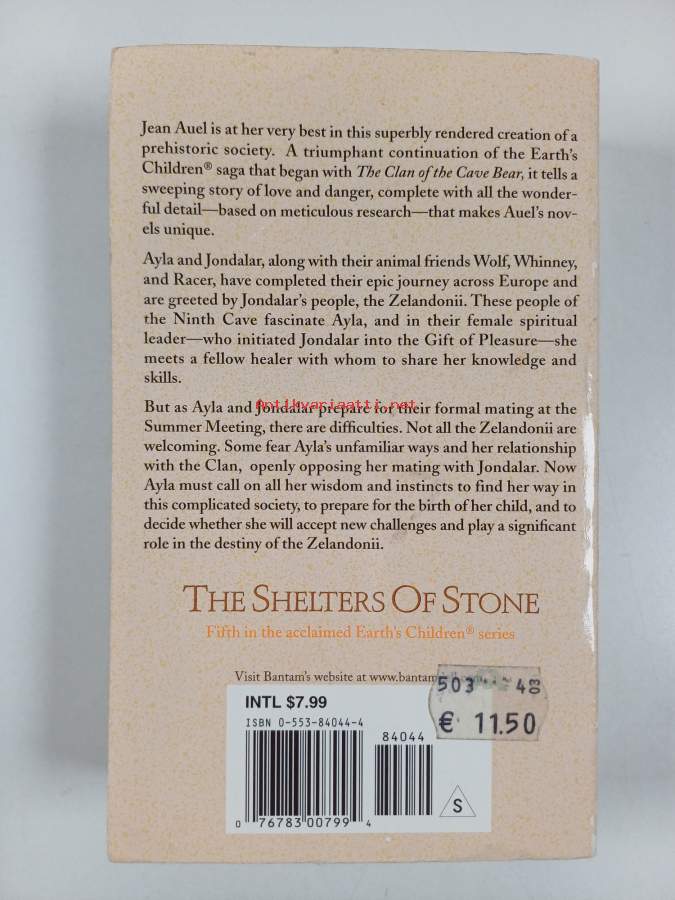 Jean Auel is at her very best in this superbly rendered creation of a
prehistoric society. A triumphant continuation of the Earth's
Children® saga that began with The Clan of the Cave Bear, it tells a
sweeping story of love and danger, complete with all the wonder-
ful detail—based on meticulous research—that makes Auel's nov-
els unique.
Ayla and Jondalar, along with their animal friends Wolf, Whinney,
and Racer, have completed their epic journey across Europe and
are greeted by Jondalar's people, the Zelandonii. These people of
the Ninth Cave fascinate Ayla, and in their female spiritual
leader—who initiated Jondalar into the Gift of Pleasure—she
meets a fellow healer with whom to share her knowledge and
skills.
Antikvariaatti.net
But as Ayla and Jondalar prepare for their formal mating at the
Summer Meeting, there are difficulties. Not all the Zelandonii are
welcoming. Some fear Ayla's unfamiliar ways and her relationship
with the Clan, openly opposing her mating with Jondalar. Now
Ayla must call on all her wisdom and instincts to find her way in
this complicated society, to prepare for the birth of her child, and to
decide whether she will accept new challenges and play a significant
role in the destiny of the Zelandonii.
THE SHELTERS OF STONE
Fifth in the acclaimed Earth's Children® series
Visit Bantam's website at www.bantam
503 48 03
€ 11.50
INTL $7.99
ISBN 0-553-84044-4
84044
S
0 76783 00799 4